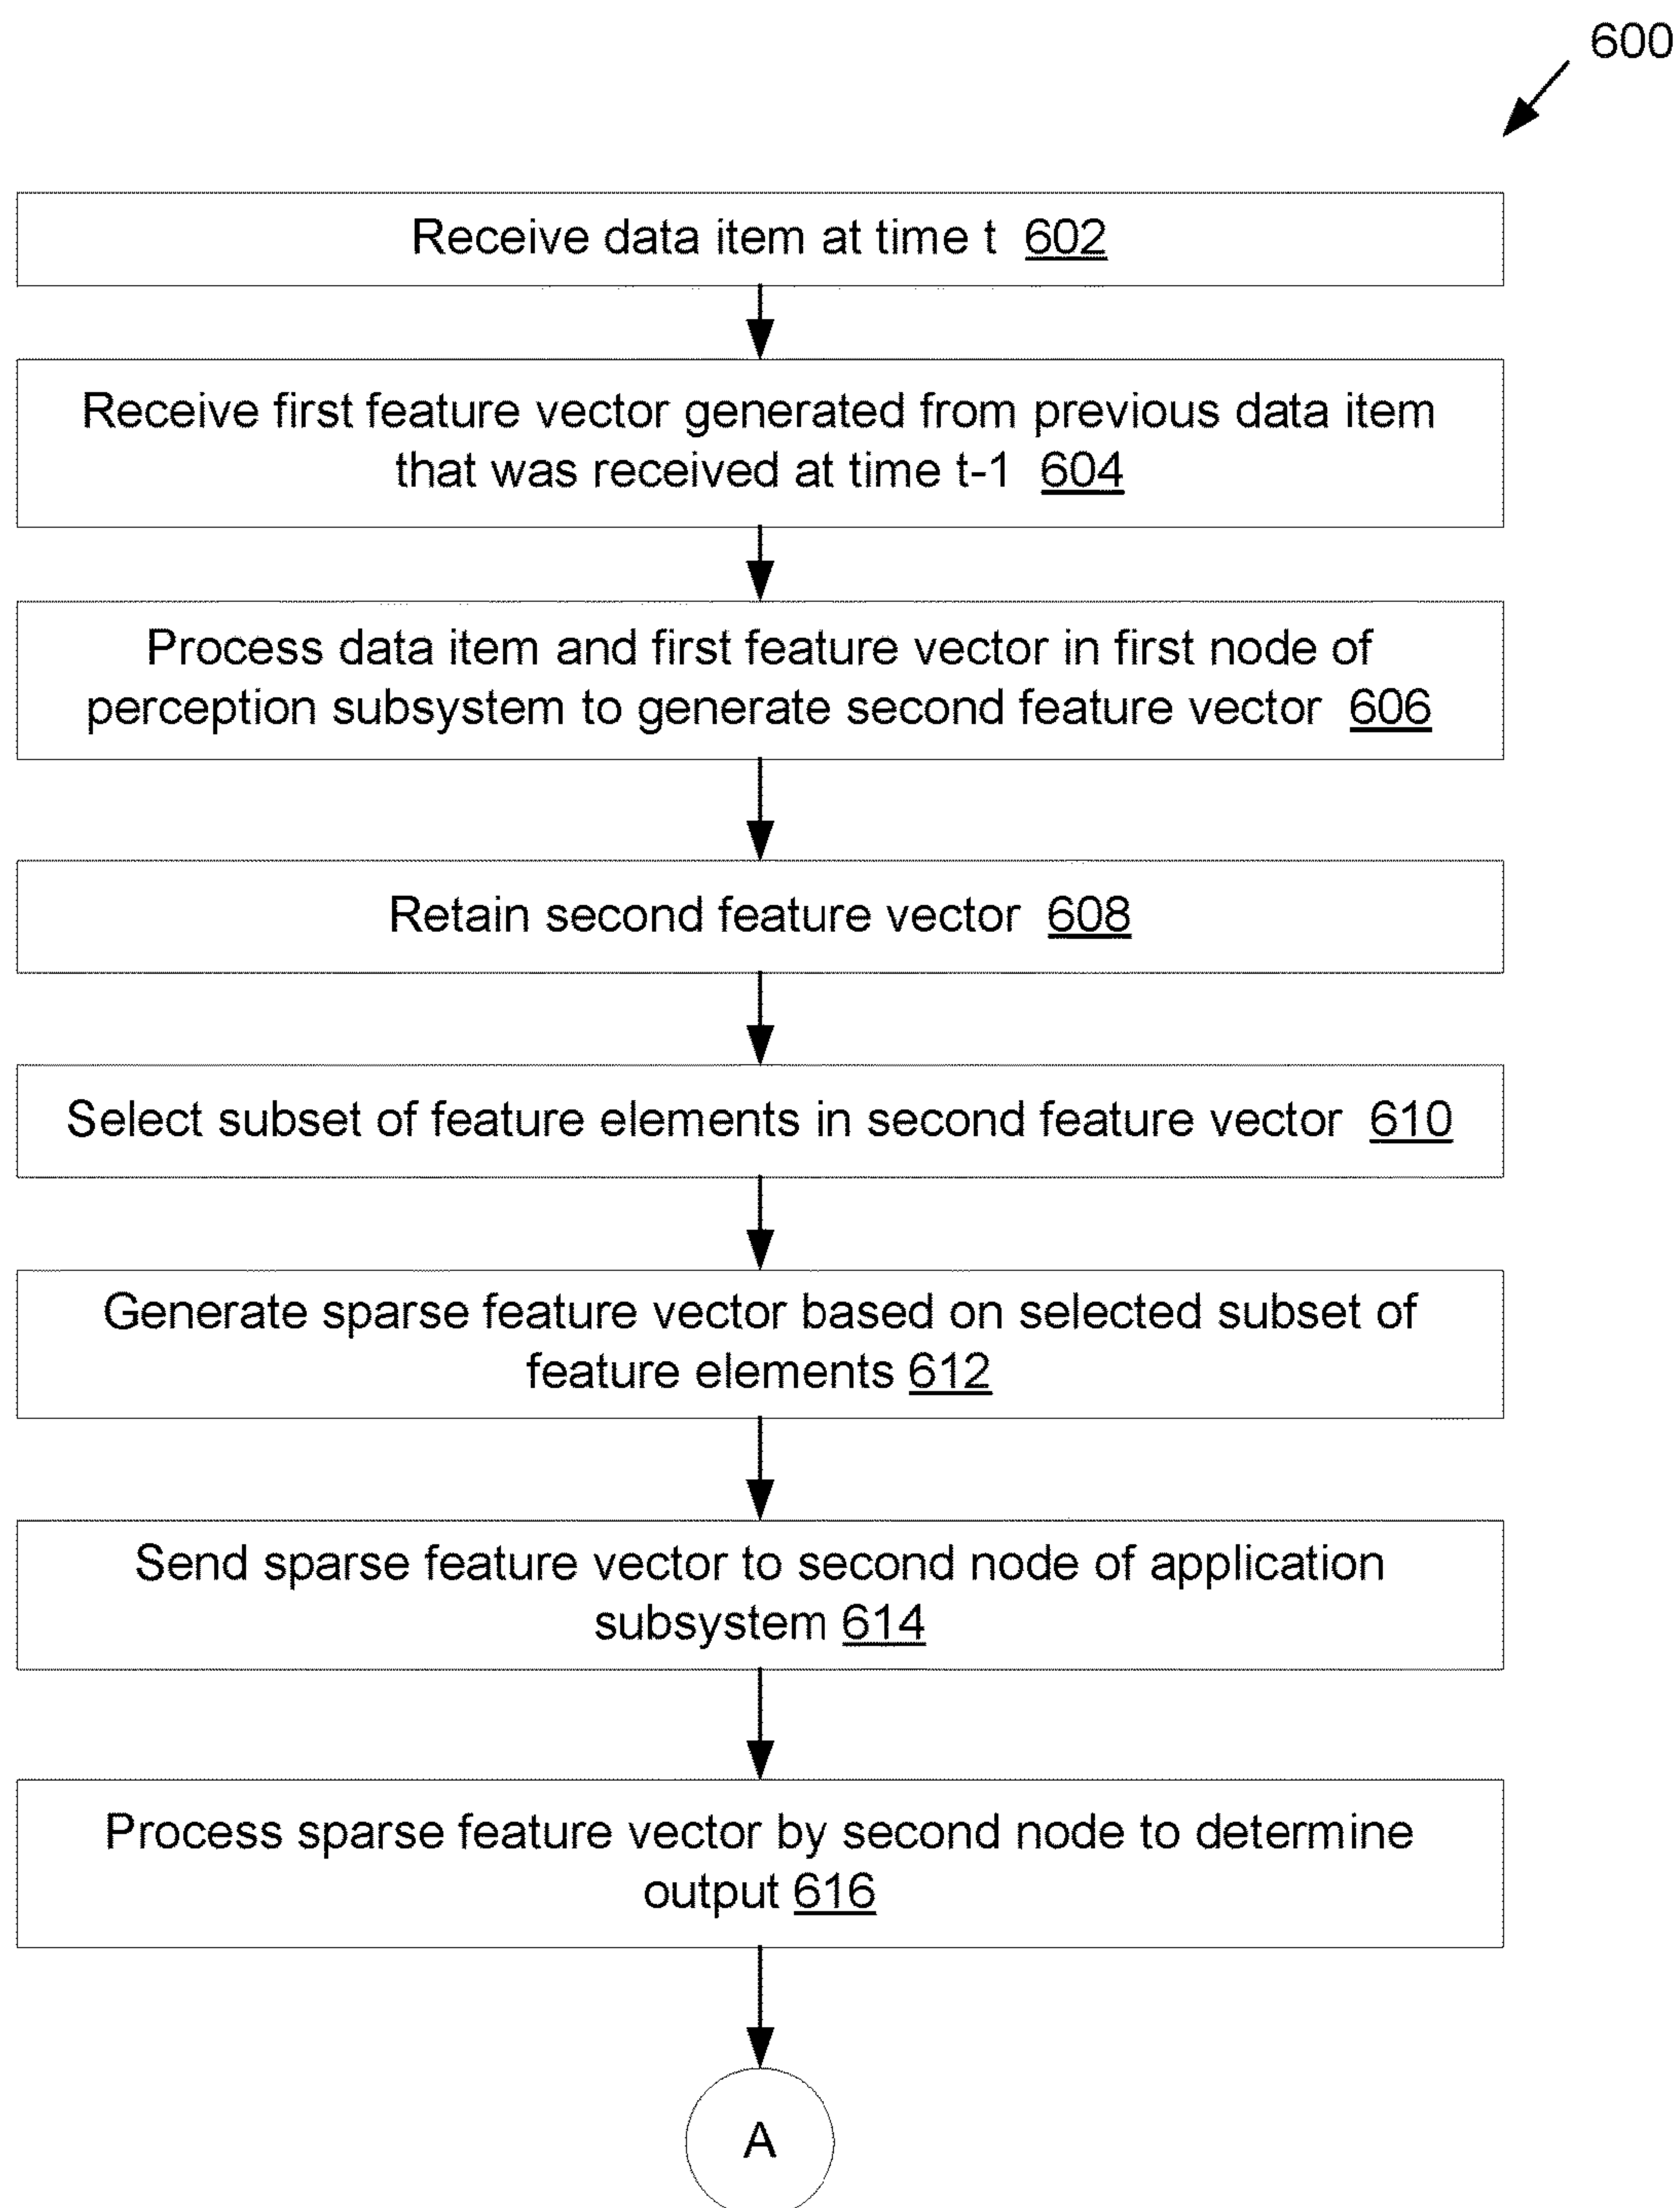 600
Receive data item at time t 602
Receive first feature vector generated from previous data item
that was received at time t-1 604
Process data item and first feature vector in first node of
perception subsystem to generate second feature vector 606
Retain second feature vector 608
Select subset of feature elements in second feature vector 610
Generate sparse feature vector based on selected subset of
feature elements 612
Send sparse feature vector to second node of application
subsystem 614
Process sparse feature vector by second node to determine
output 616
A